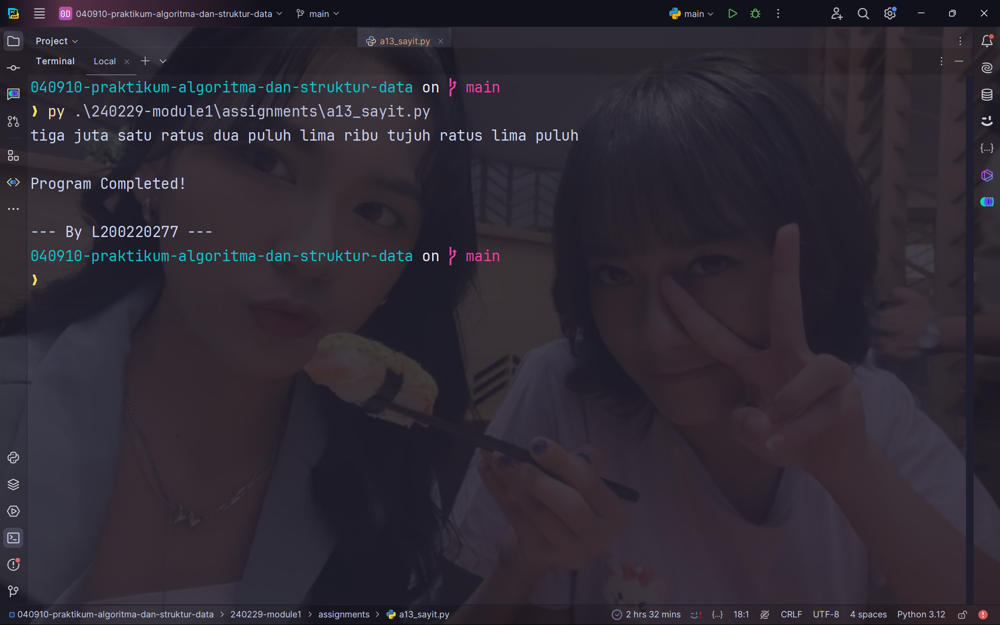 0D 040910-praktikum-algoritma-dan-struktur-data main main
Project a13_sayit.py
Terminal Local
040910-praktikum-algoritma-dan-struktur-data on main
❱ py .\240229-module1\assignments\a13_sayit.py
tiga juta satu ratus dua puluh lima ribu tujuh ratus lima puluh
Program Completed!
--- By L200220277 ---
040910-praktikum-algoritma-dan-struktur-data on main
❱
040910-praktikum-algoritma-dan-struktur-data > 240229-module1 > assignments > a13_sayit.py 2 hrs 32 mins {...} 18:1 CRLF UTF-8 4 spaces Python 3.12